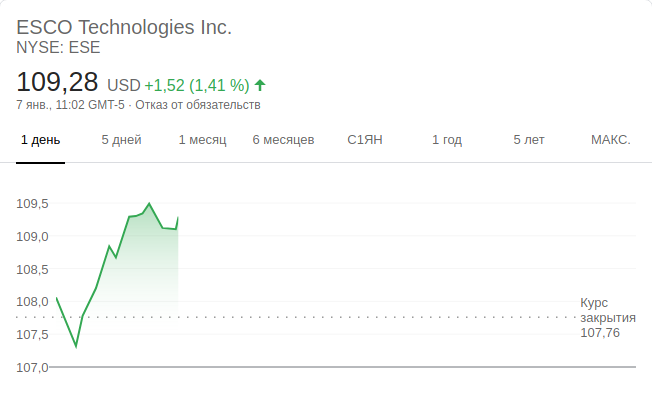 ESCO Technologies Inc.
NYSE: ESE
109,28 USD +1,52 (1,41 %)
7 янв., 11:02 GMT-5 · Отказ от обязательств
1 день 5 дней 1 месяц 6 месяцев С1ЯН 1 год 5 лет МАКС.
109,5
109,0
108,5
108,0
Курс
закрытия
107,76
107,5
107,0